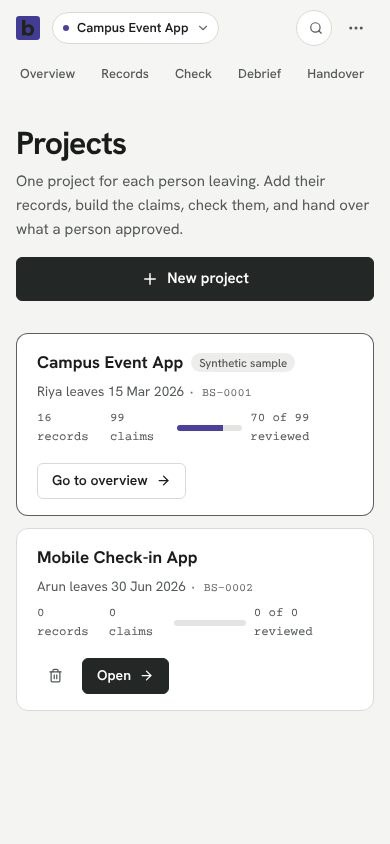 b
Campus Event App
Overview Records Check Debrief Handover
Projects
One project for each person leaving. Add their
records, build the claims, check them, and hand over
what a person approved.
New project
Campus Event App Synthetic sample
Riya leaves 15 Mar 2026 · BS-0001
16 records 99 claims 70 of 99 reviewed
Go to overview
Mobile Check-in App
Arun leaves 30 Jun 2026 · BS-0002
0 records 0 claims 0 of 0 reviewed
Open